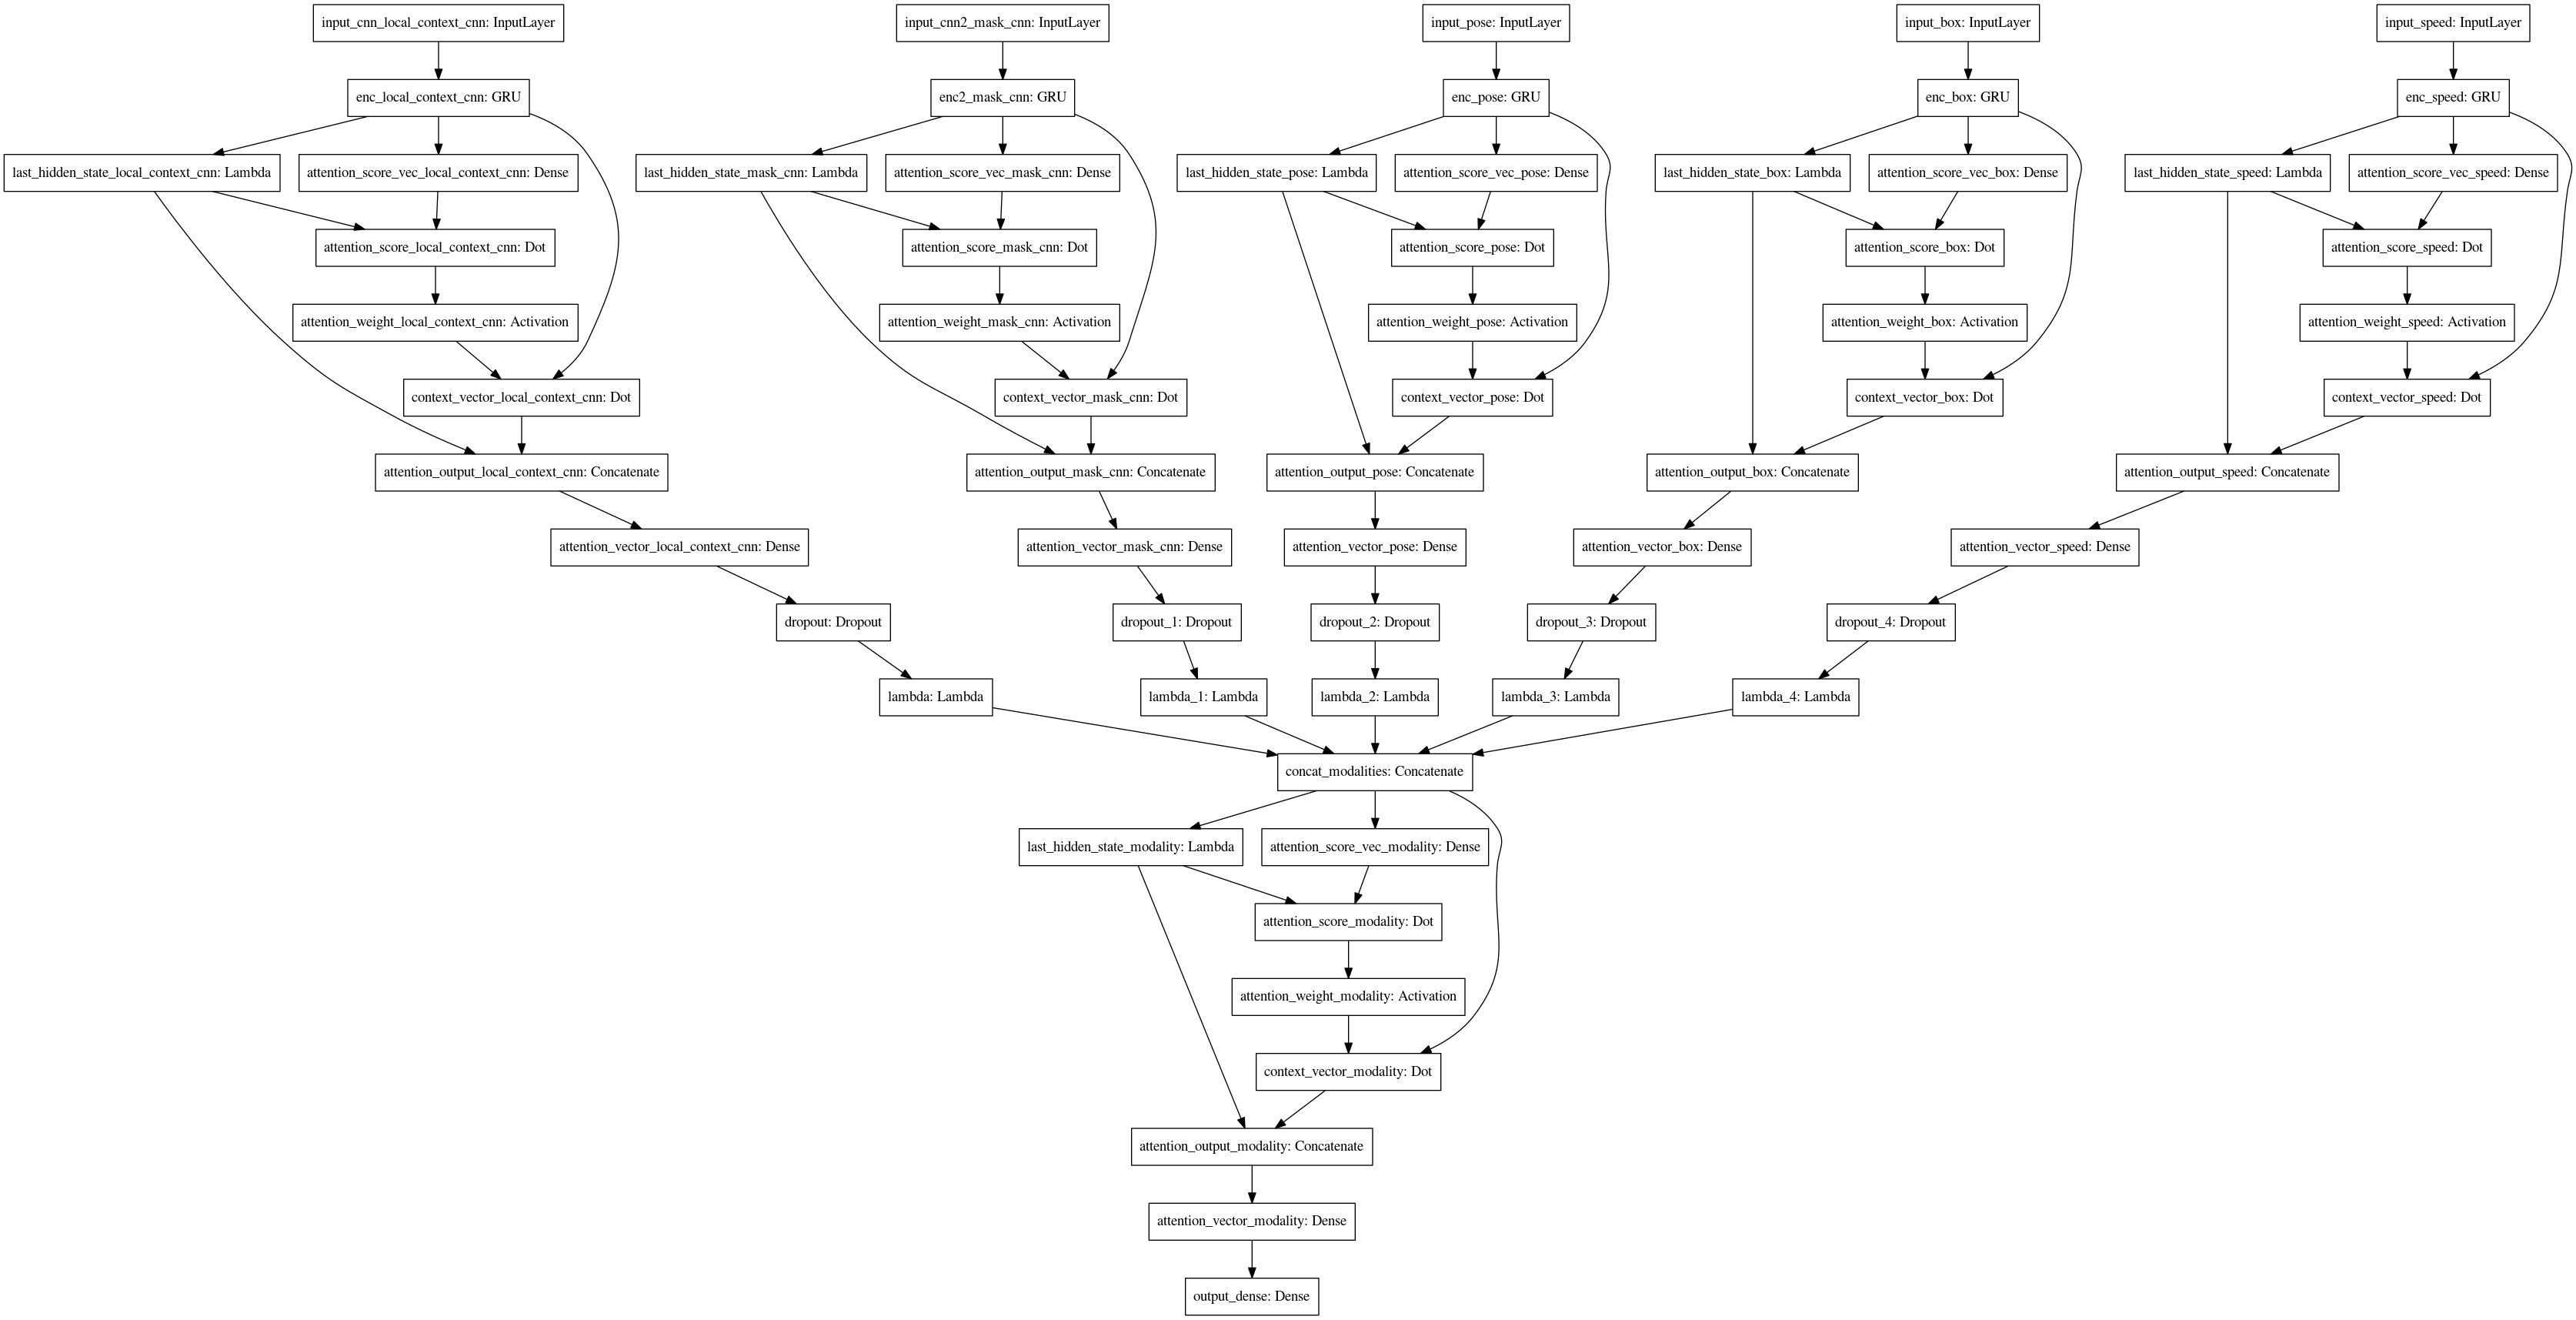 input_cnn_local_context_cnn: InputLayer
input_cnn2_mask_cnn: InputLayer
input_pose: InputLayer
input_box: InputLayer
input_speed: InputLayer
enc_local_context_cnn: GRU
enc2_mask_cnn: GRU
enc_pose: GRU
enc_box: GRU
enc_speed: GRU
last_hidden_state_local_context_cnn: Lambda
attention_score_vec_local_context_cnn: Dense
last_hidden_state_mask_cnn: Lambda
attention_score_vec_mask_cnn: Dense
last_hidden_state_pose: Lambda
attention_score_vec_pose: Dense
last_hidden_state_box: Lambda
attention_score_vec_box: Dense
last_hidden_state_speed: Lambda
attention_score_vec_speed: Dense
attention_score_local_context_cnn: Dot
attention_score_mask_cnn: Dot
attention_score_pose: Dot
attention_score_box: Dot
attention_score_speed: Dot
attention_weight_local_context_cnn: Activation
attention_weight_mask_cnn: Activation
attention_weight_pose: Activation
attention_weight_box: Activation
attention_weight_speed: Activation
context_vector_local_context_cnn: Dot
context_vector_mask_cnn: Dot
context_vector_pose: Dot
context_vector_box: Dot
context_vector_speed: Dot
attention_output_local_context_cnn: Concatenate
attention_output_mask_cnn: Concatenate
attention_output_pose: Concatenate
attention_output_box: Concatenate
attention_output_speed: Concatenate
attention_vector_local_context_cnn: Dense
attention_vector_mask_cnn: Dense
attention_vector_pose: Dense
attention_vector_box: Dense
attention_vector_speed: Dense
dropout: Dropout
dropout_1: Dropout
dropout_2: Dropout
dropout_3: Dropout
dropout_4: Dropout
lambda: Lambda
lambda_1: Lambda
lambda_2: Lambda
lambda_3: Lambda
lambda_4: Lambda
concat_modalities: Concatenate
last_hidden_state_modality: Lambda
attention_score_vec_modality: Dense
attention_score_modality: Dot
attention_weight_modality: Activation
context_vector_modality: Dot
attention_output_modality: Concatenate
attention_vector_modality: Dense
output_dense: Dense